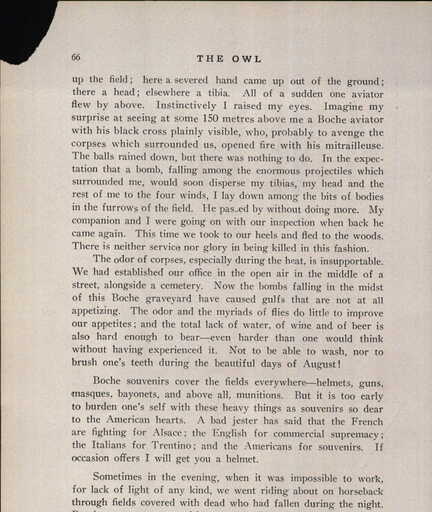 66
THE OWL
up the field; here a severed hand came up out of the ground;
there a head; elsewhere a tibia. All of a sudden one aviator
flew by above. Instinctively I raised my eyes. Imagine my
surprise at seeing at some 150 metres above me a Boche aviator
with his black cross plainly visible, who, probably to avenge the
corpses which surrounded us, opened fire with his mitrailleuse.
The balls rained down, but there was nothing to do. In the expec-
tation that a bomb, falling among the enormous projectiles which
surrounded me, would soon disperse my tibias, my head and the
rest of me to the four winds, I lay down among the bits of bodies
in the furrows of the field. He pas.ed by without doing more. My
companion and I were going on with our inspection when back he
came again. This time we took to our heels and fled to the woods.
There is neither service nor glory in being killed in this fashion.
The odor of corpses, especially during the heat, is insupportable.
We had established our office in the open air in the middle of a
street, alongside a cemetery. Now the bombs falling in the midst
of this Boche graveyard have caused gulfs that are not at all
appetizing. The odor and the myriads of flies do little to improve
our appetites; and the total lack of water, of wine and of beer is
also hard enough to bear—even harder than one would think
without having experienced it. Not to be able to wash, nor to
brush one's teeth during the beautiful days of August!
Boche souvenirs cover the fields everywhere—helmets, guns,
masques, bayonets, and above all, munitions. But it is too early
to burden one's self with these heavy things as souvenirs so dear
to the American hearts. A bad jester has said that the French
are fighting for Alsace; the English for commercial supremacy;
the Italians for Trentino; and the Americans for souvenirs. If
occasion offers I will get you a helmet.
Sometimes in the evening, when it was impossible to work,
for lack of light of any kind, we went riding about on horseback
through fields covered with dead who had fallen during the night.